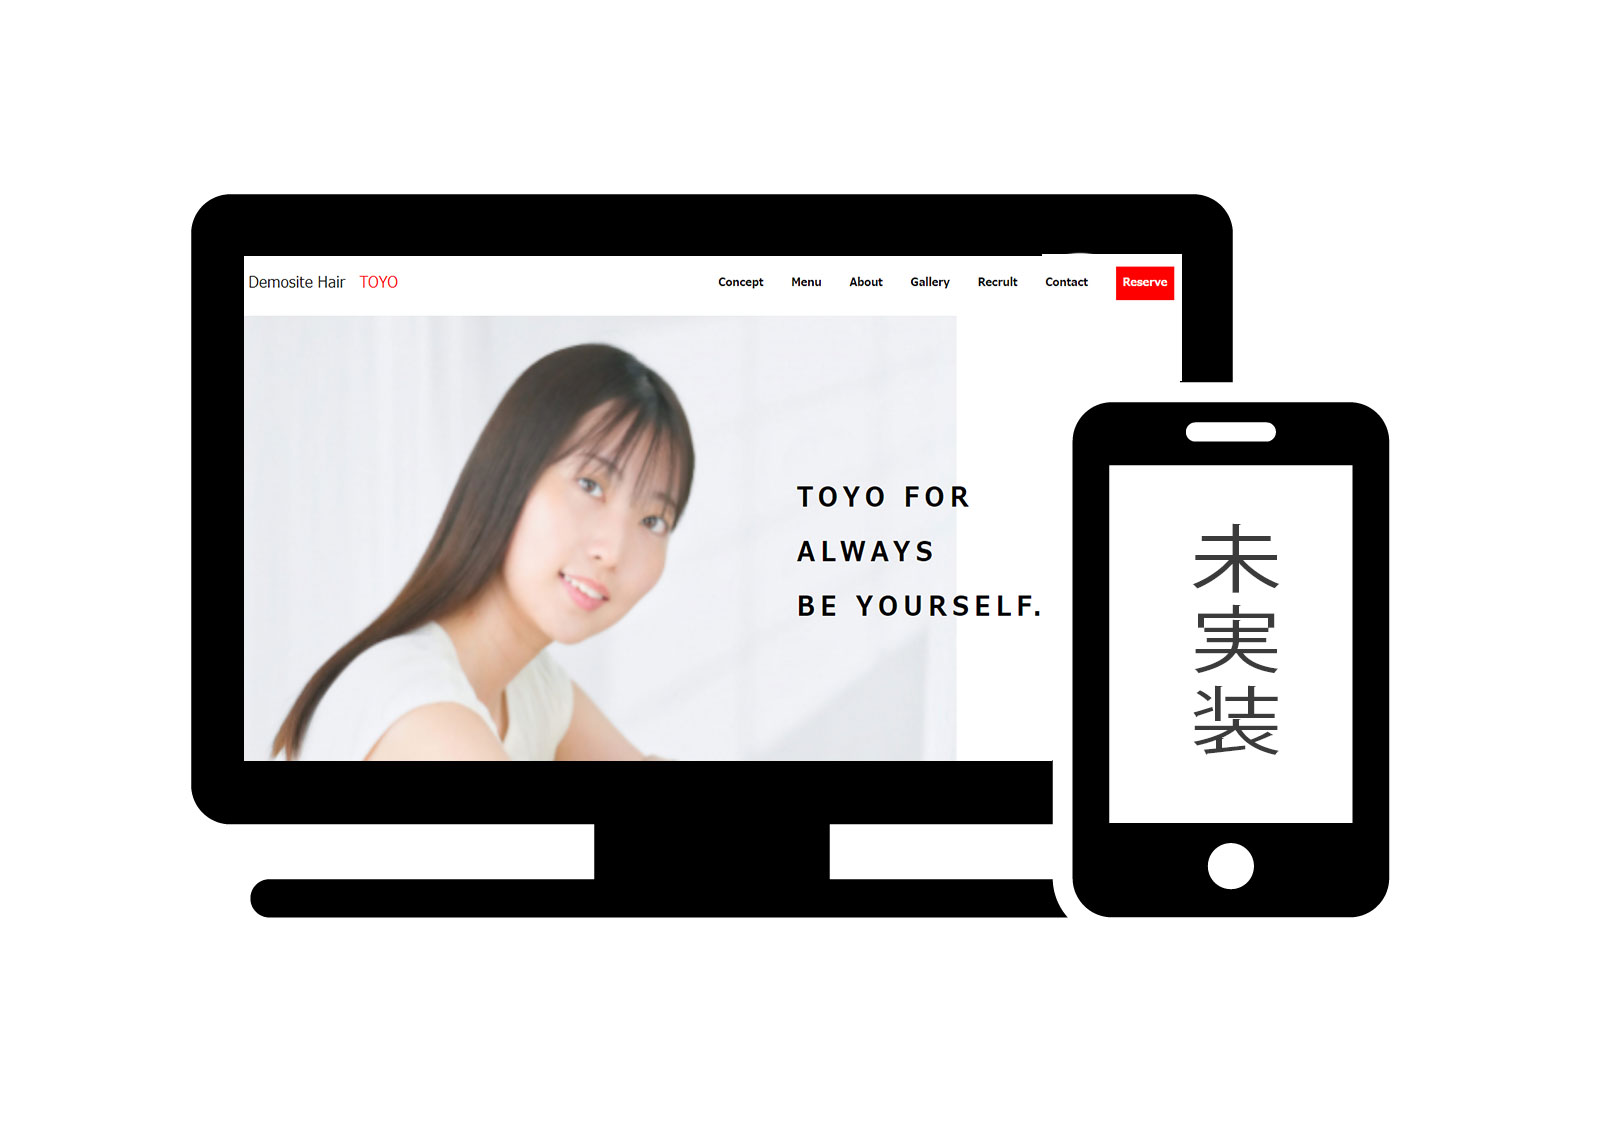 Demosite Hair TOYO
Concept Menu About Gallery Recruit Contact Reserve
TOYO FOR
ALWAYS
BE YOURSELF.
未実装